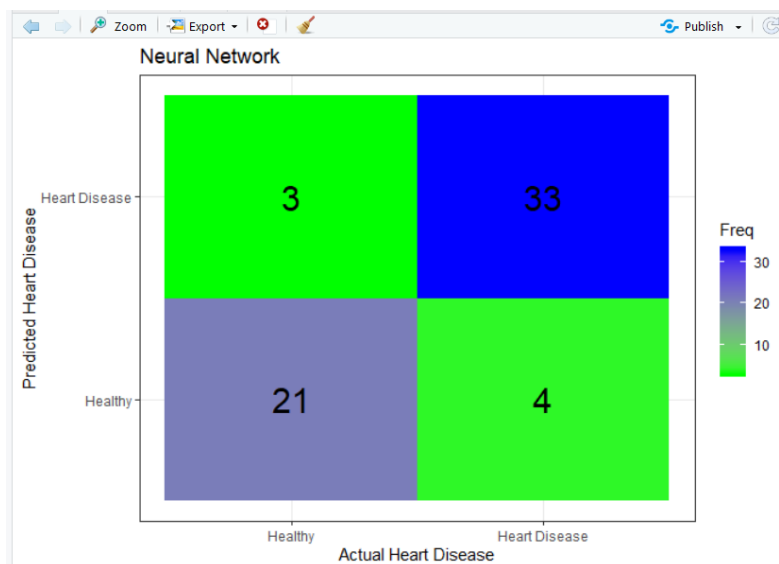 Zoom Export Publish
Neural Network
Predicted Heart Disease
Heart Disease
3
33
Healthy
21
4
Healthy
Heart Disease
Actual Heart Disease
Freq
30
20
10